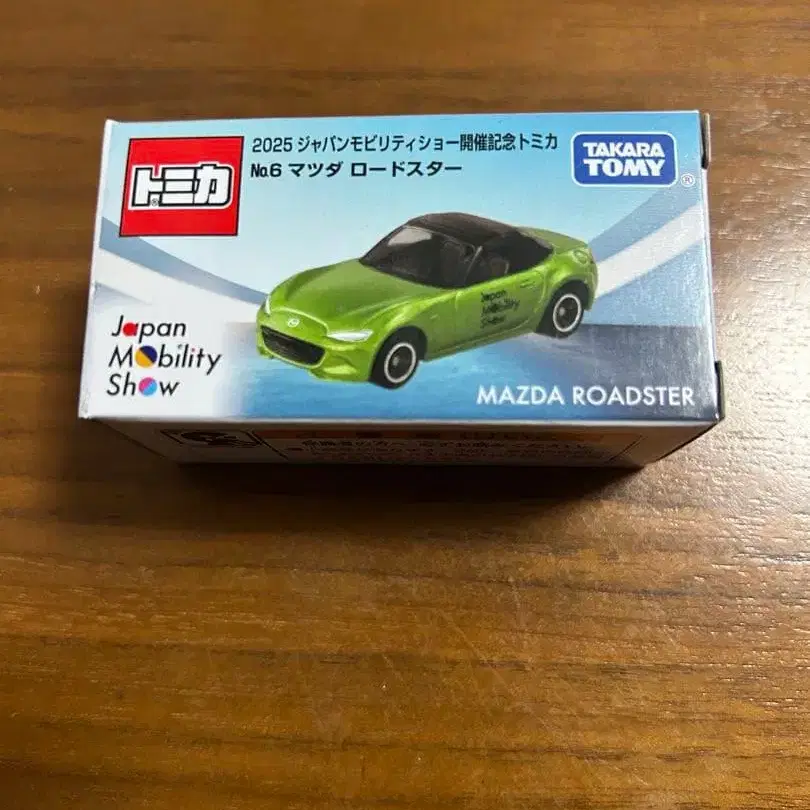 トミカ
®
2025 ジャパンモビリティショー開催記念トミカ
No.6 マツダ ロードスター
TAKARA
TOMY
®
Japan
Mobility
Show
Japan
Mobility
Show
MAZDA ROADSTER